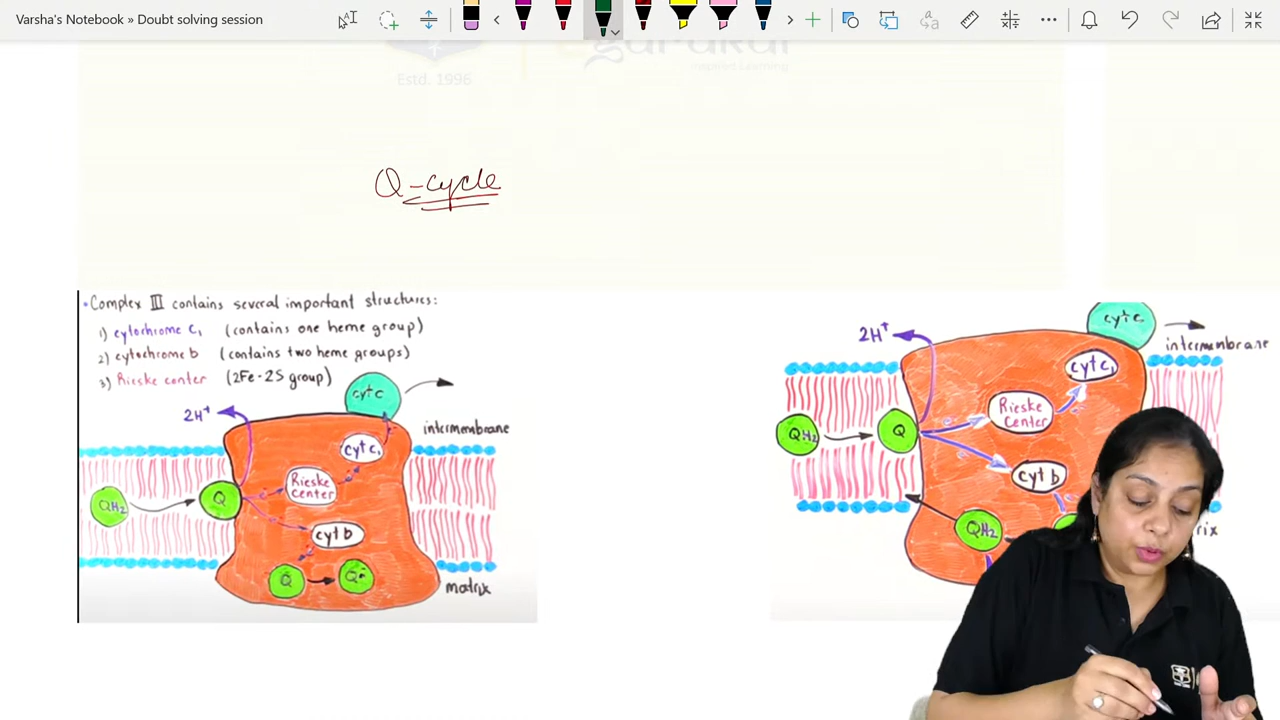 Varsha's Notebook » Doubt solving session
Estd. 1996
Q-cycle
• Complex III contains several important structures:
1) cytochrome c₁ (contains one heme group)
2) cytochrome b (contains two heme groups)
3) Rieske center (2Fe-2S group)
cyt c
2H⁺
intermembrane
cyt c₁
Rieske
center
QH₂
Q
e⁻
e⁻
cyt b
Q
matrix
cyt c
2H⁺
intermembrane
cyt c₁
Rieske
Center
QH₂
Q
e⁻
e⁻
cyt b
QH₂